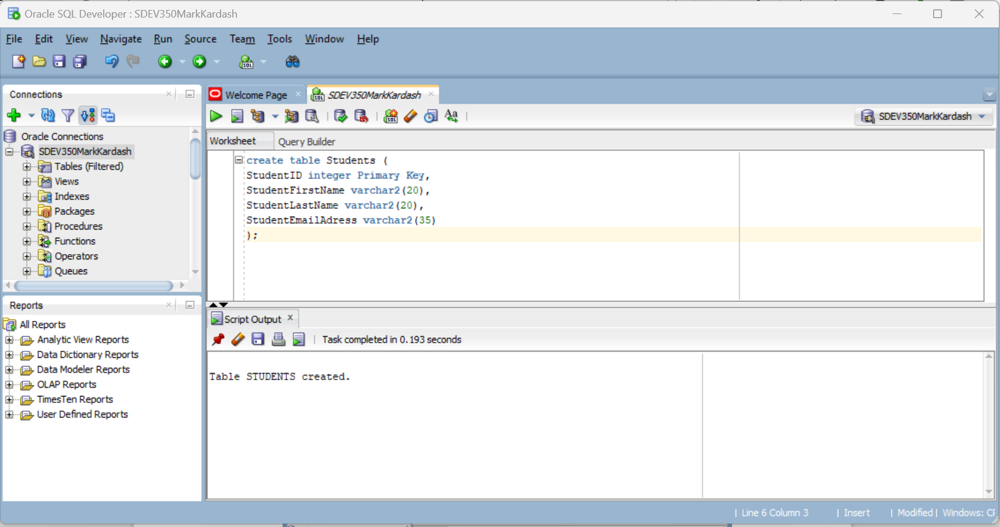 Oracle SQL Developer : SDEV350MarkKardash
File Edit View Navigate Run Source Team Tools Window Help
Connections
Oracle Connections
SDEV350MarkKardash
Tables (Filtered)
Views
Indexes
Packages
Procedures
Functions
Operators
Queues
Reports
All Reports
Analytic View Reports
Data Dictionary Reports
Data Modeler Reports
OLAP Reports
TimesTen Reports
User Defined Reports
Welcome Page
SDEV350MarkKardash
SDEV350MarkKardash
Worksheet
Query Builder
create table Students (
StudentID integer Primary Key,
StudentFirstName varchar2(20),
StudentLastName varchar2(20),
StudentEmailAdress varchar2(35)
);
Script Output
Task completed in 0.193 seconds
Table STUDENTS created.
| Line 6 Column 3 | Insert | Modified | Windows: CR